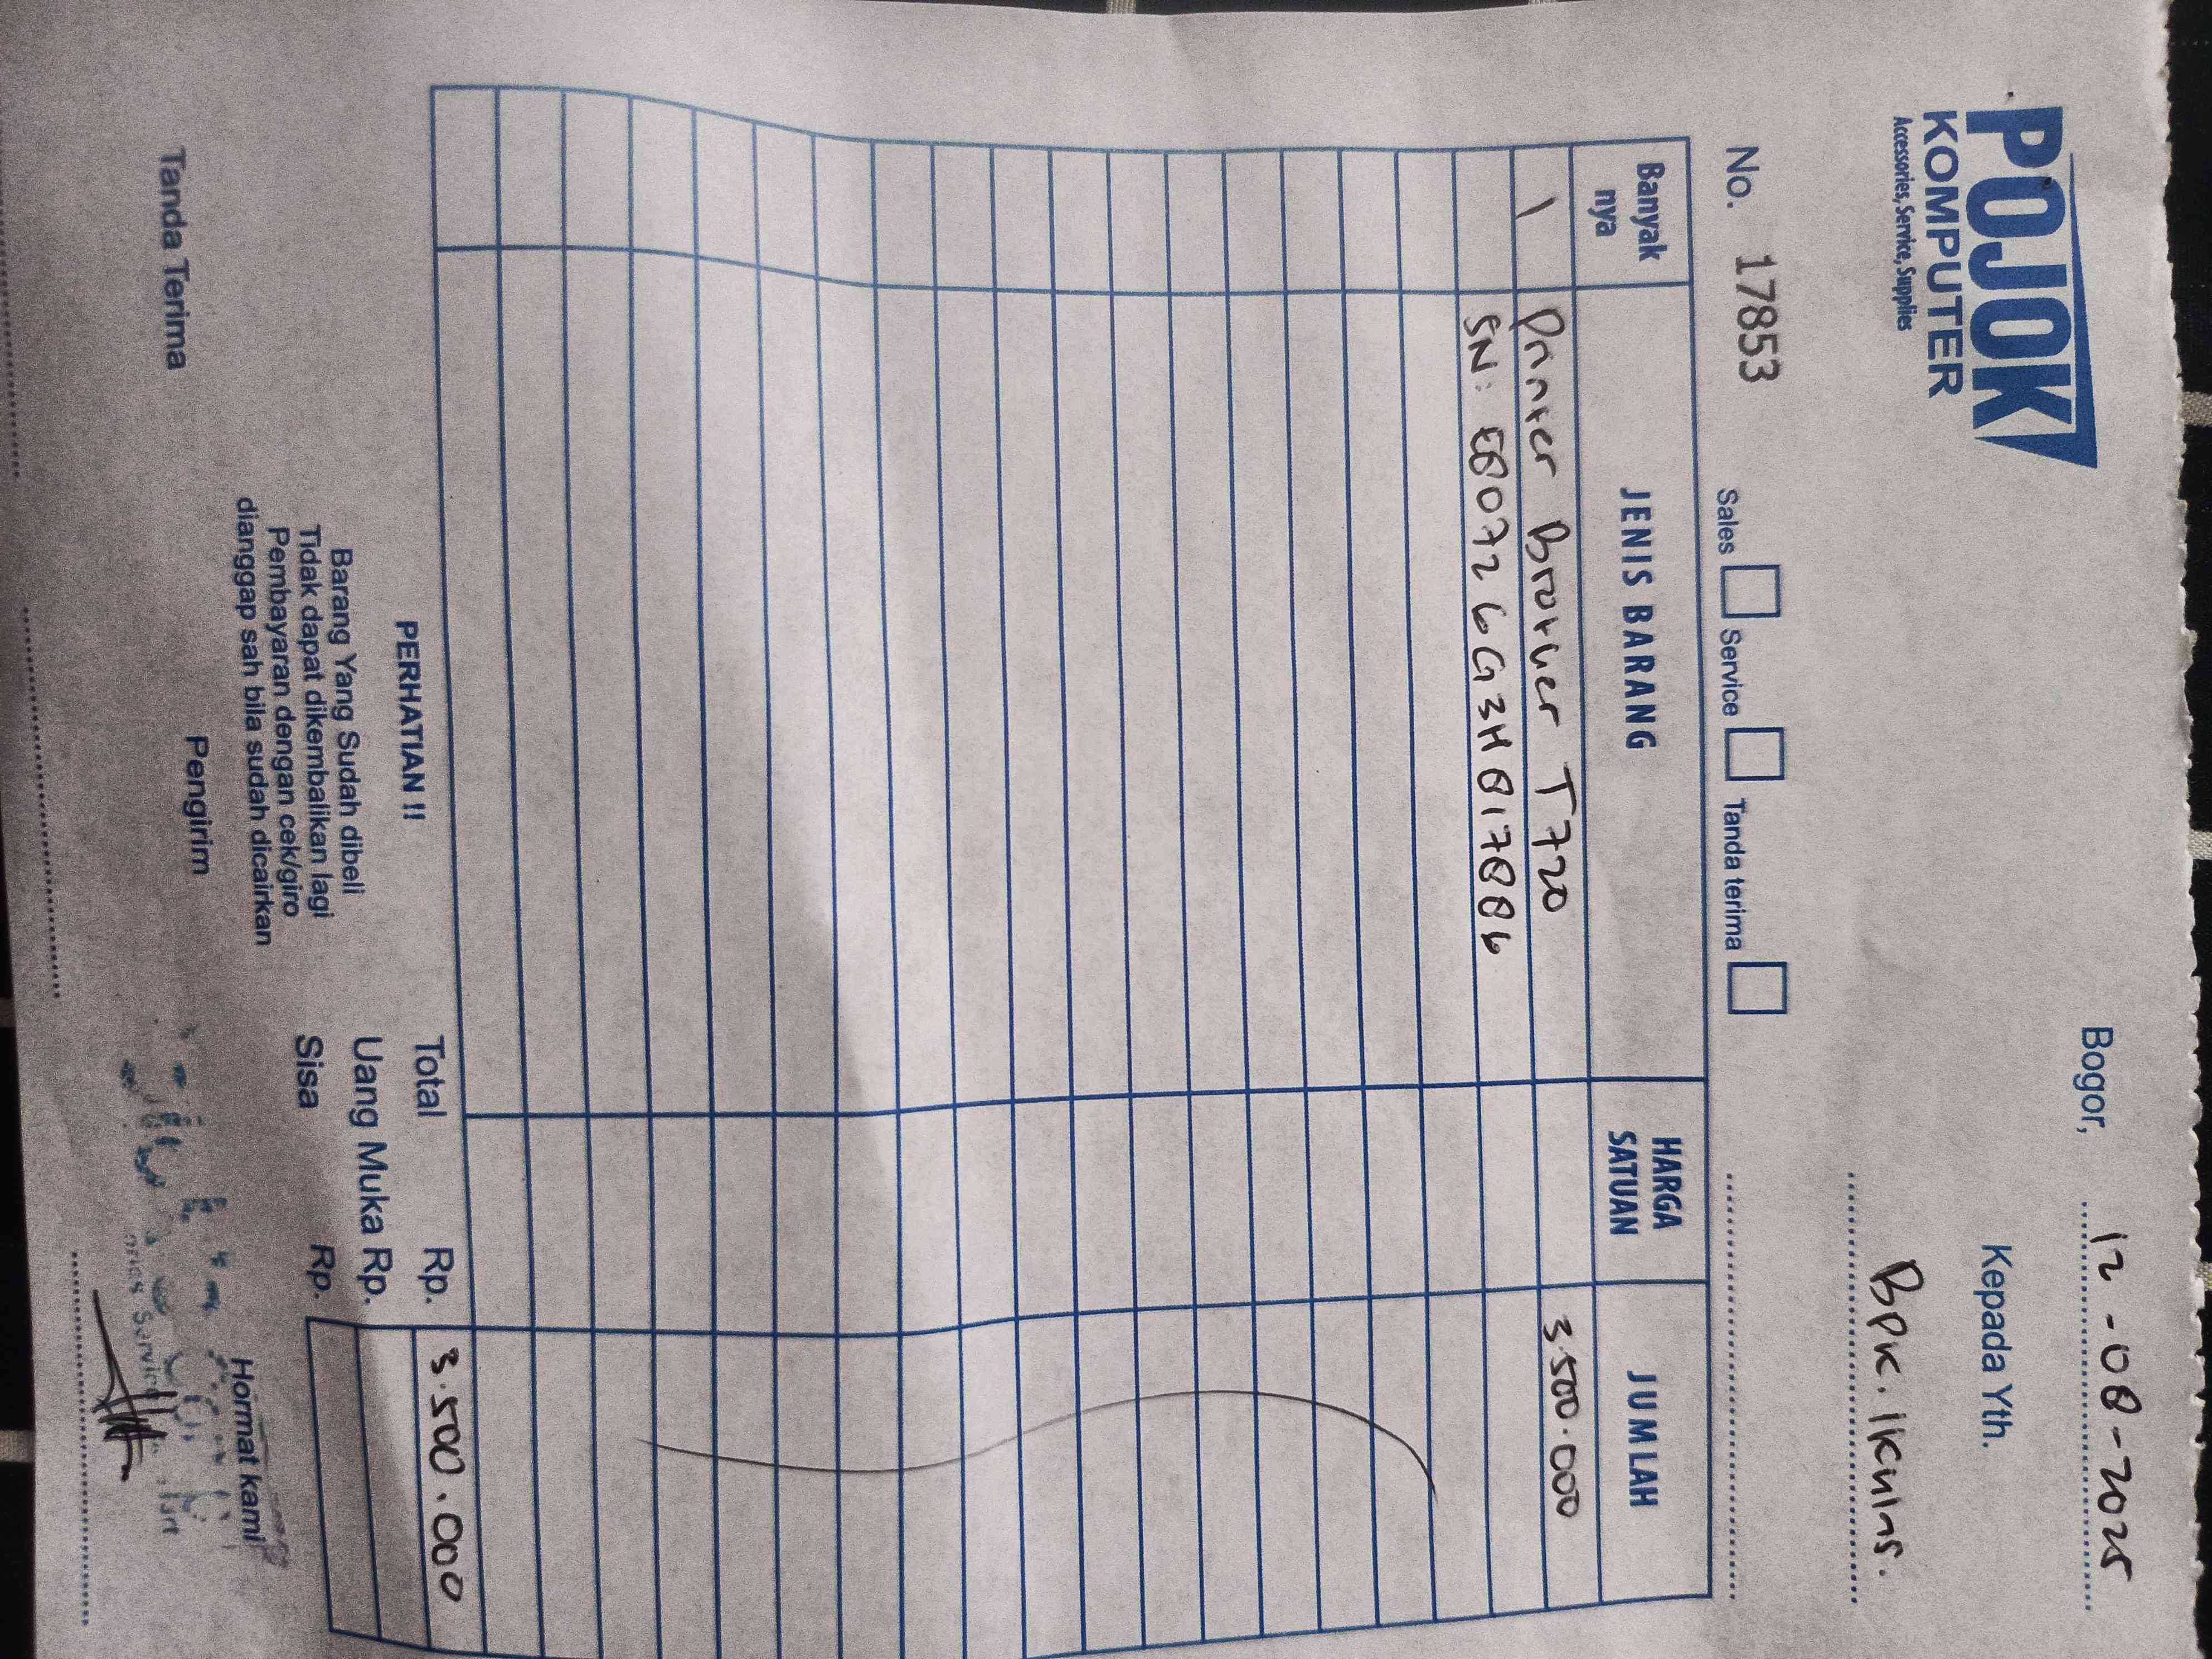 POJOK
KOMPUTER
Accessories, Service, Supplies
Bogor, 12-08-2025
Kepada Yth.
Bpk. Ikhlas.
No. 17853
Sales Service Tanda terima
Banyak nya JENIS BARANG HARGA SATUAN JUMLAH
1 Printer Brother T720 3.500.000
SN: E80726G3H817886
Total Rp. 3.500.000
Uang Muka Rp.
Sisa Rp.
PERHATIAN !!
Barang Yang Sudah dibeli
Tidak dapat dikembalikan lagi
Pembayaran dengan cek/giro
dianggap sah bila sudah dicairkan
Tanda Terima Pengirim Hormat kami